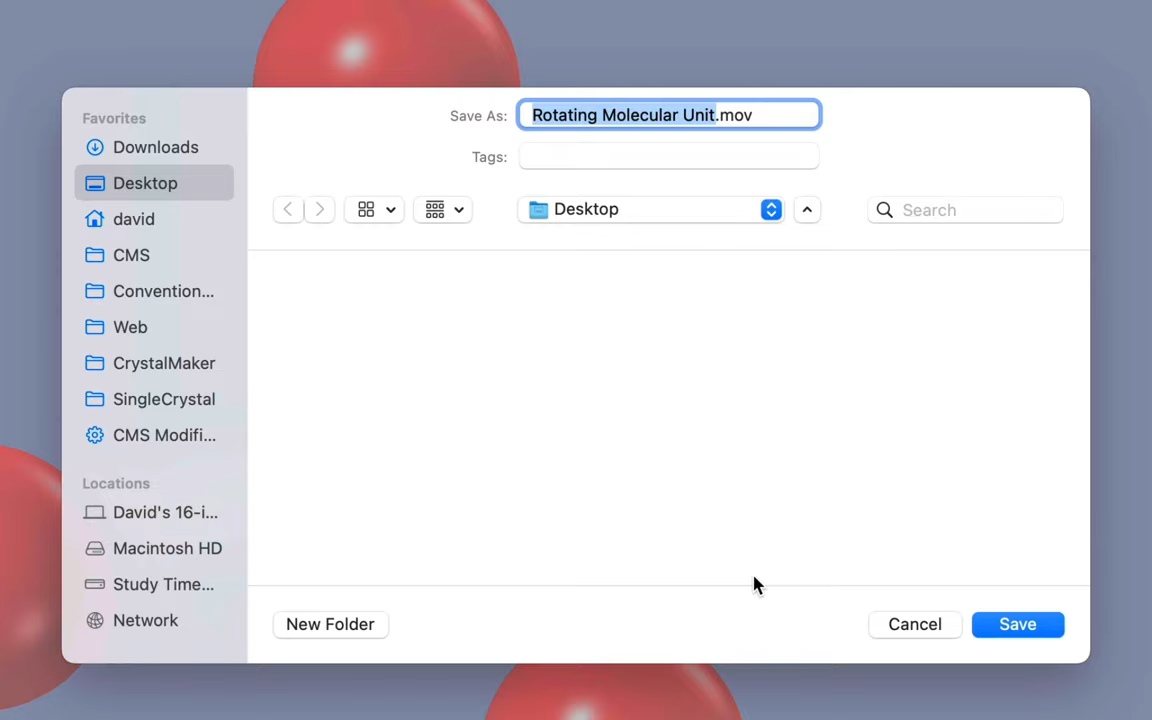 Save As: Rotating Molecular Unit.mov
Tags:
Desktop
Search
Favorites
Downloads
Desktop
david
CMS
Convention...
Web
CrystalMaker
SingleCrystal
CMS Modifi...
Locations
David's 16-i...
Macintosh HD
Study Time...
Network
New Folder
Cancel
Save